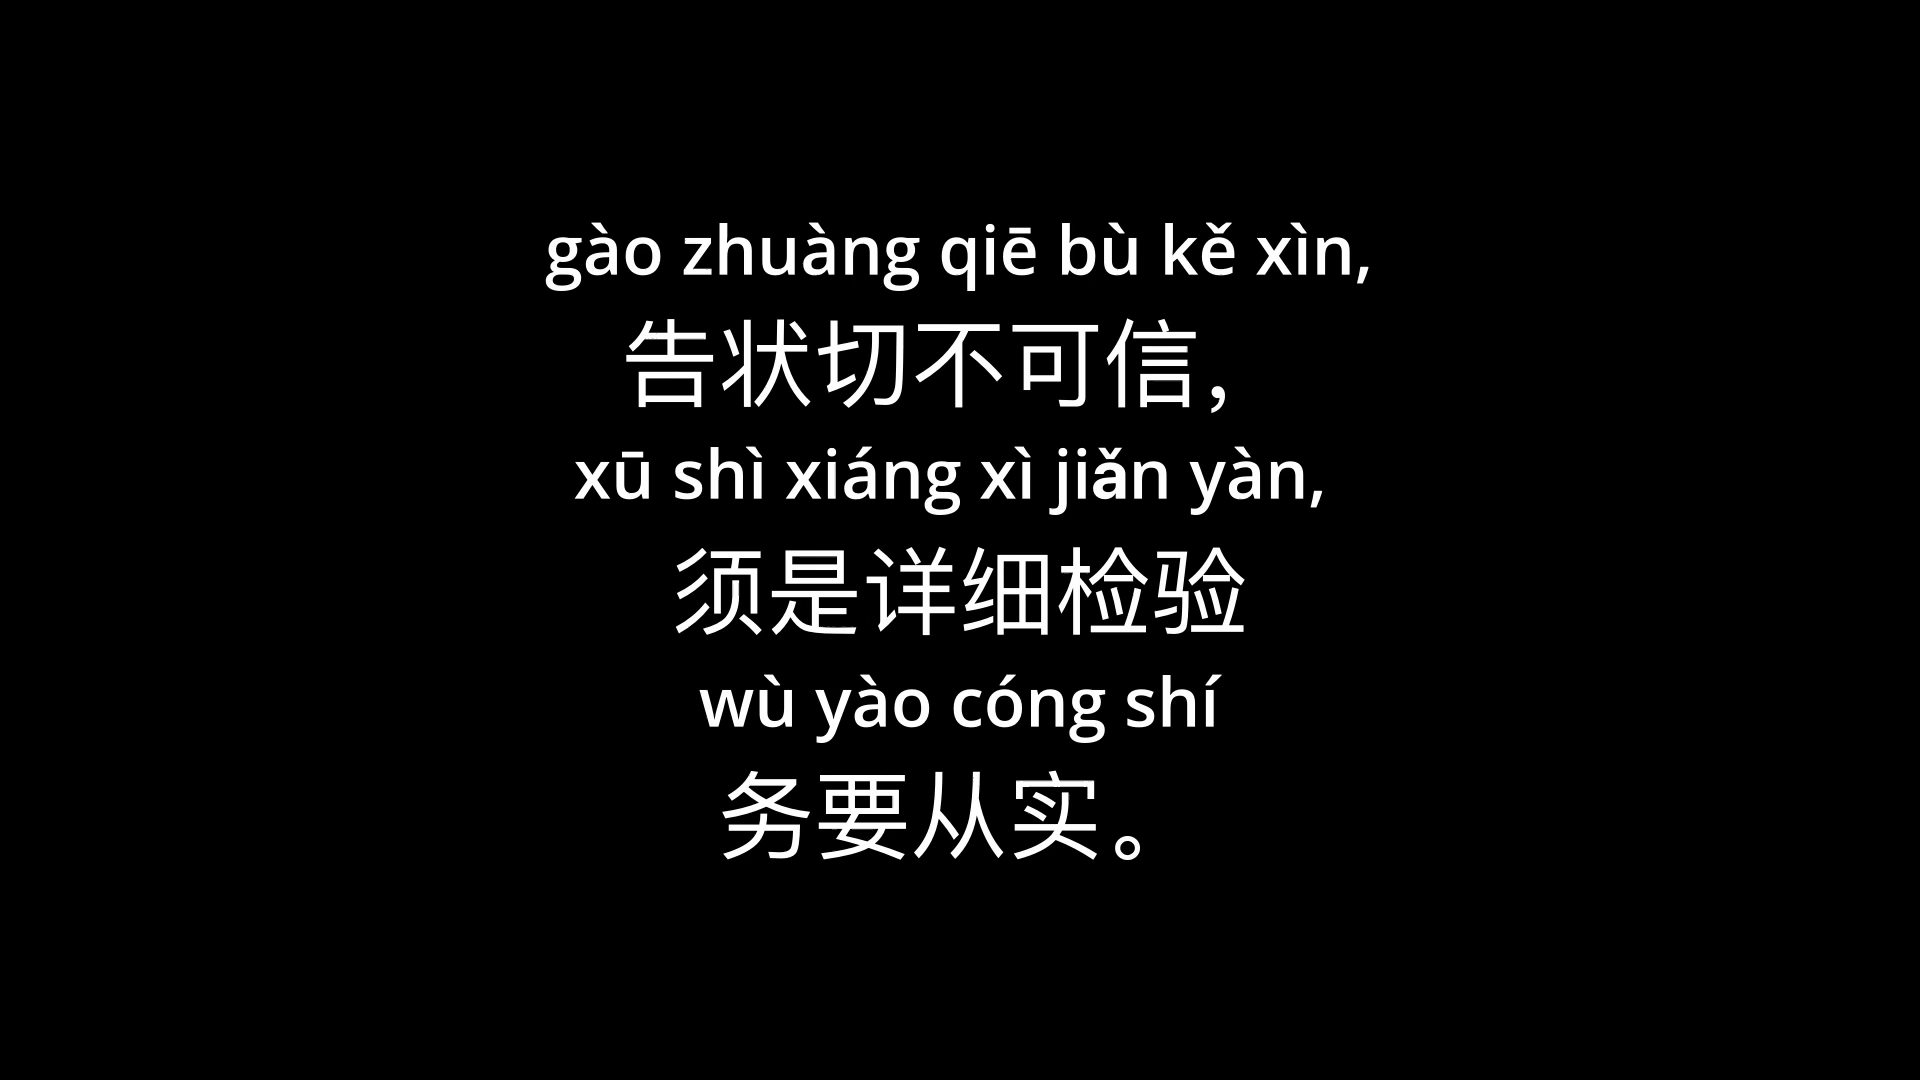 gào zhuàng qiē bù kě xìn,
告状切不可信，
xū shì xiáng xì jiǎn yàn,
须是详细检验
wù yào cóng shí
务要从实。